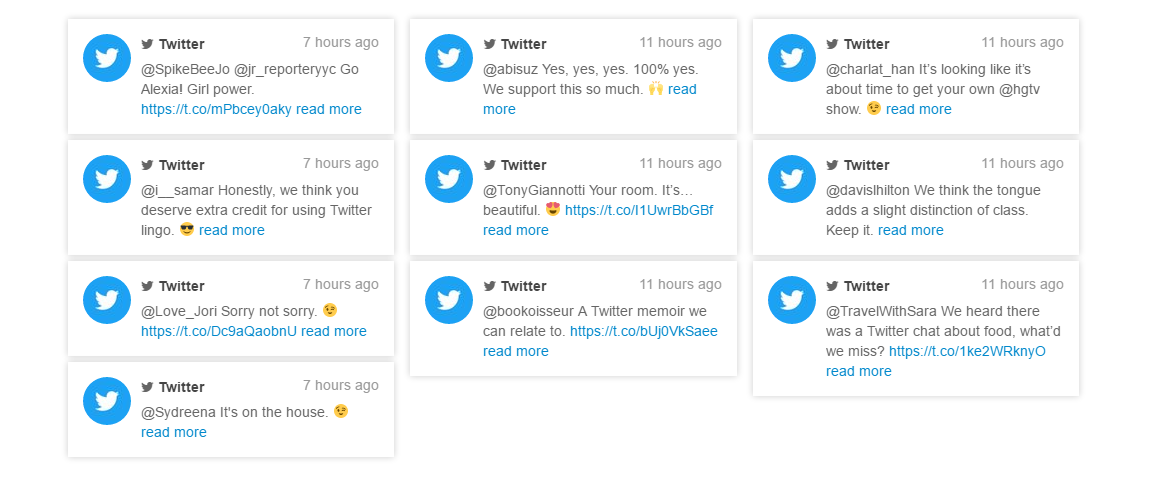 Twitter 7 hours ago
@SpikeBeeJo @jr_reporteryyc Go
Alexia! Girl power.
https://t.co/mPbcey0aky read more
Twitter 7 hours ago
@i__samar Honestly, we think you
deserve extra credit for using Twitter
lingo. 😎 read more
Twitter 7 hours ago
@Love_Jori Sorry not sorry. 😉
https://t.co/Dc9aQaobnU read more
Twitter 7 hours ago
@Sydreena It's on the house. 😉
read more
Twitter 11 hours ago
@abisuz Yes, yes, yes. 100% yes.
We support this so much. 🙌 read
more
Twitter 11 hours ago
@TonyGiannotti Your room. It’s…
beautiful. 😍 https://t.co/I1UwrBbGBf
read more
Twitter 11 hours ago
@bookoisseur A Twitter memoir we
can relate to. https://t.co/bUj0VkSaee
read more
Twitter 11 hours ago
@charlat_han It’s looking like it’s
about time to get your own @hgtv
show. 😉 read more
Twitter 11 hours ago
@davislhilton We think the tongue
adds a slight distinction of class.
Keep it. read more
Twitter 11 hours ago
@TravelWithSara We heard there
was a Twitter chat about food, what’d
we miss? https://t.co/1ke2WRknyO
read more